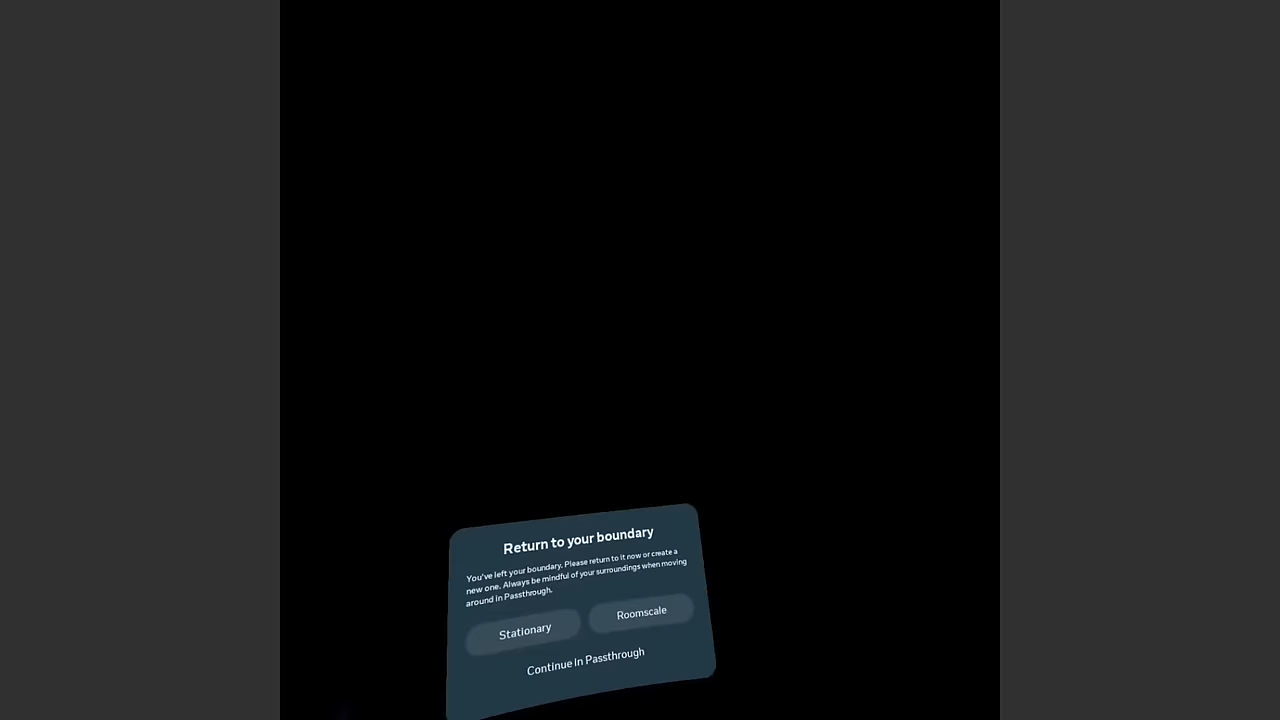 Return to your boundary
You've left your boundary. Please return to it now or create a
new one. Always be mindful of your surroundings when moving
around in Passthrough.
Stationary
Roomscale
Continue in Passthrough